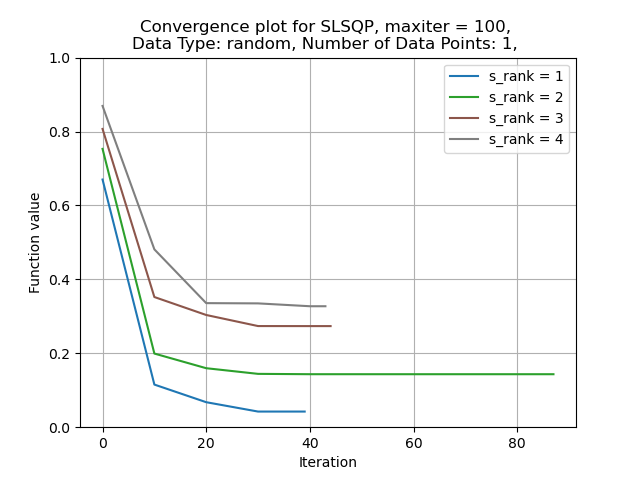 Convergence plot for SLSQP, maxiter = 100,
Data Type: random, Number of Data Points: 1,
s_rank = 1
s_rank = 2
s_rank = 3
s_rank = 4
Function value
1.0
0.8
0.6
0.4
0.2
0.0
0 20 40 60 80
Iteration